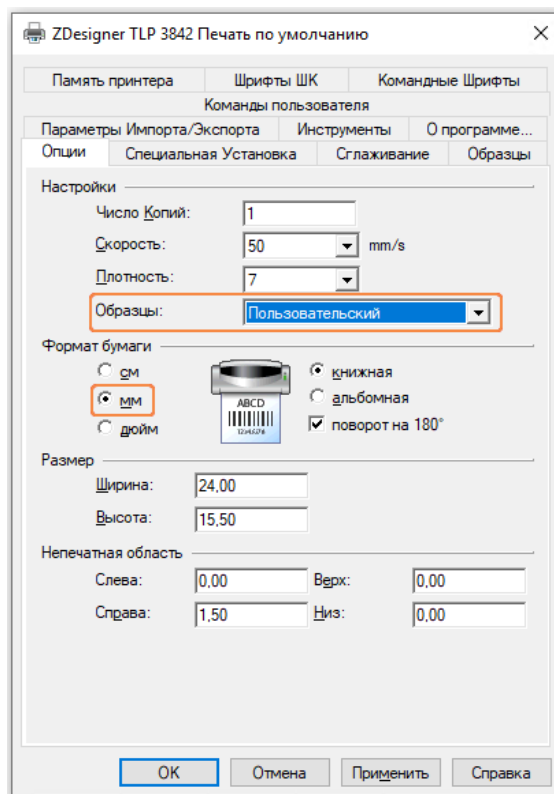 ZDesigner TLP 3842 Печать по умолчанию
Память принтера Шрифты ШК Командные Шрифты
Команды пользователя
Параметры Импорта/Экспорта Инструменты О программе...
Опции Специальная Установка Сглаживание Образцы
Настройки
Число Копий: 1
Скорость: 50 mm/s
Плотность: 7
Образцы: Пользовательский
Формат бумаги
см книжная
мм ABCD альбомная
дюйм поворот на 180°
Размер
Ширина: 24,00
Высота: 15,50
Непечатная область
Слева: 0,00 Верх: 0,00
Справа: 1,50 Низ: 0,00
OK Отмена Применить Справка